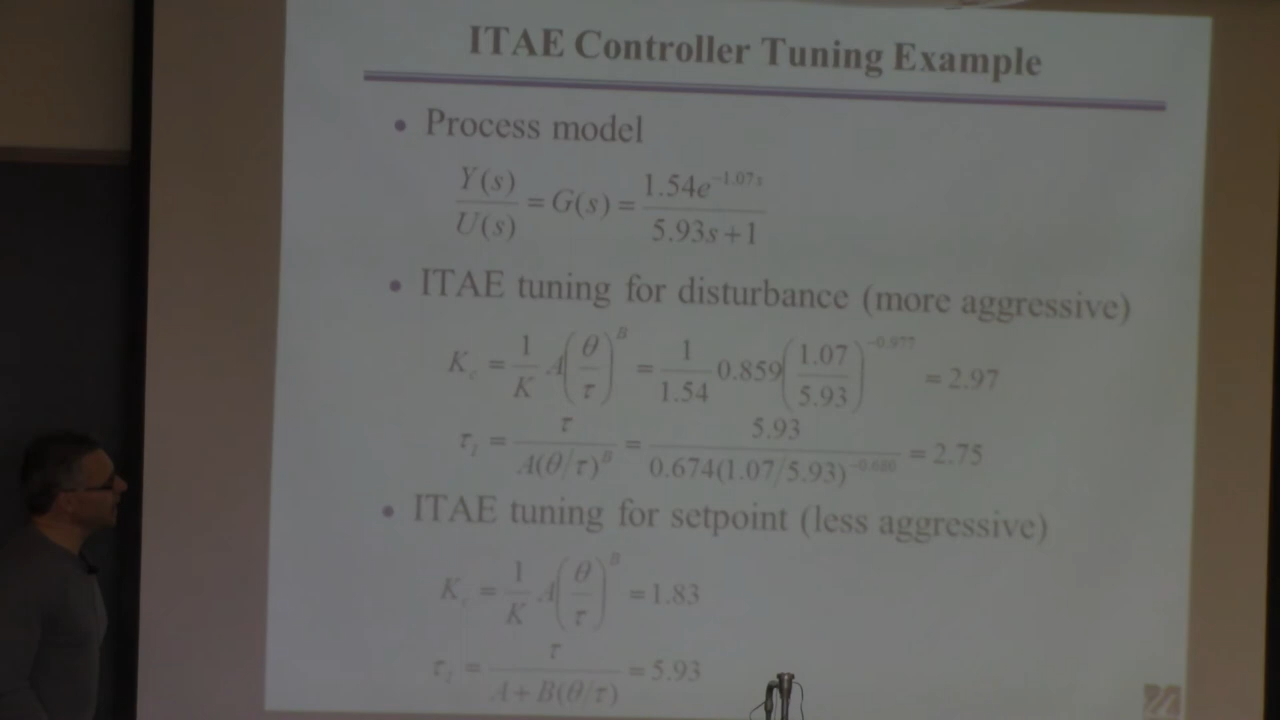 ITAE Controller Tuning Example
• Process model
Y(s)/U(s) = G(s) = 1.54e^{-1.07s}/(5.93s+1)
• ITAE tuning for disturbance (more aggressive)
K_c = 1/K A(θ/τ)^B = 1/1.54 0.859(1.07/5.93)^{-0.977} = 2.97
τ_I = τ/(A(θ/τ)^B) = 5.93/(0.674(1.07/5.93)^{-0.680}) = 2.75
• ITAE tuning for setpoint (less aggressive)
K_c = 1/K A(θ/τ)^B = 1.83
τ_I = τ/(A+B(θ/τ)) = 5.93